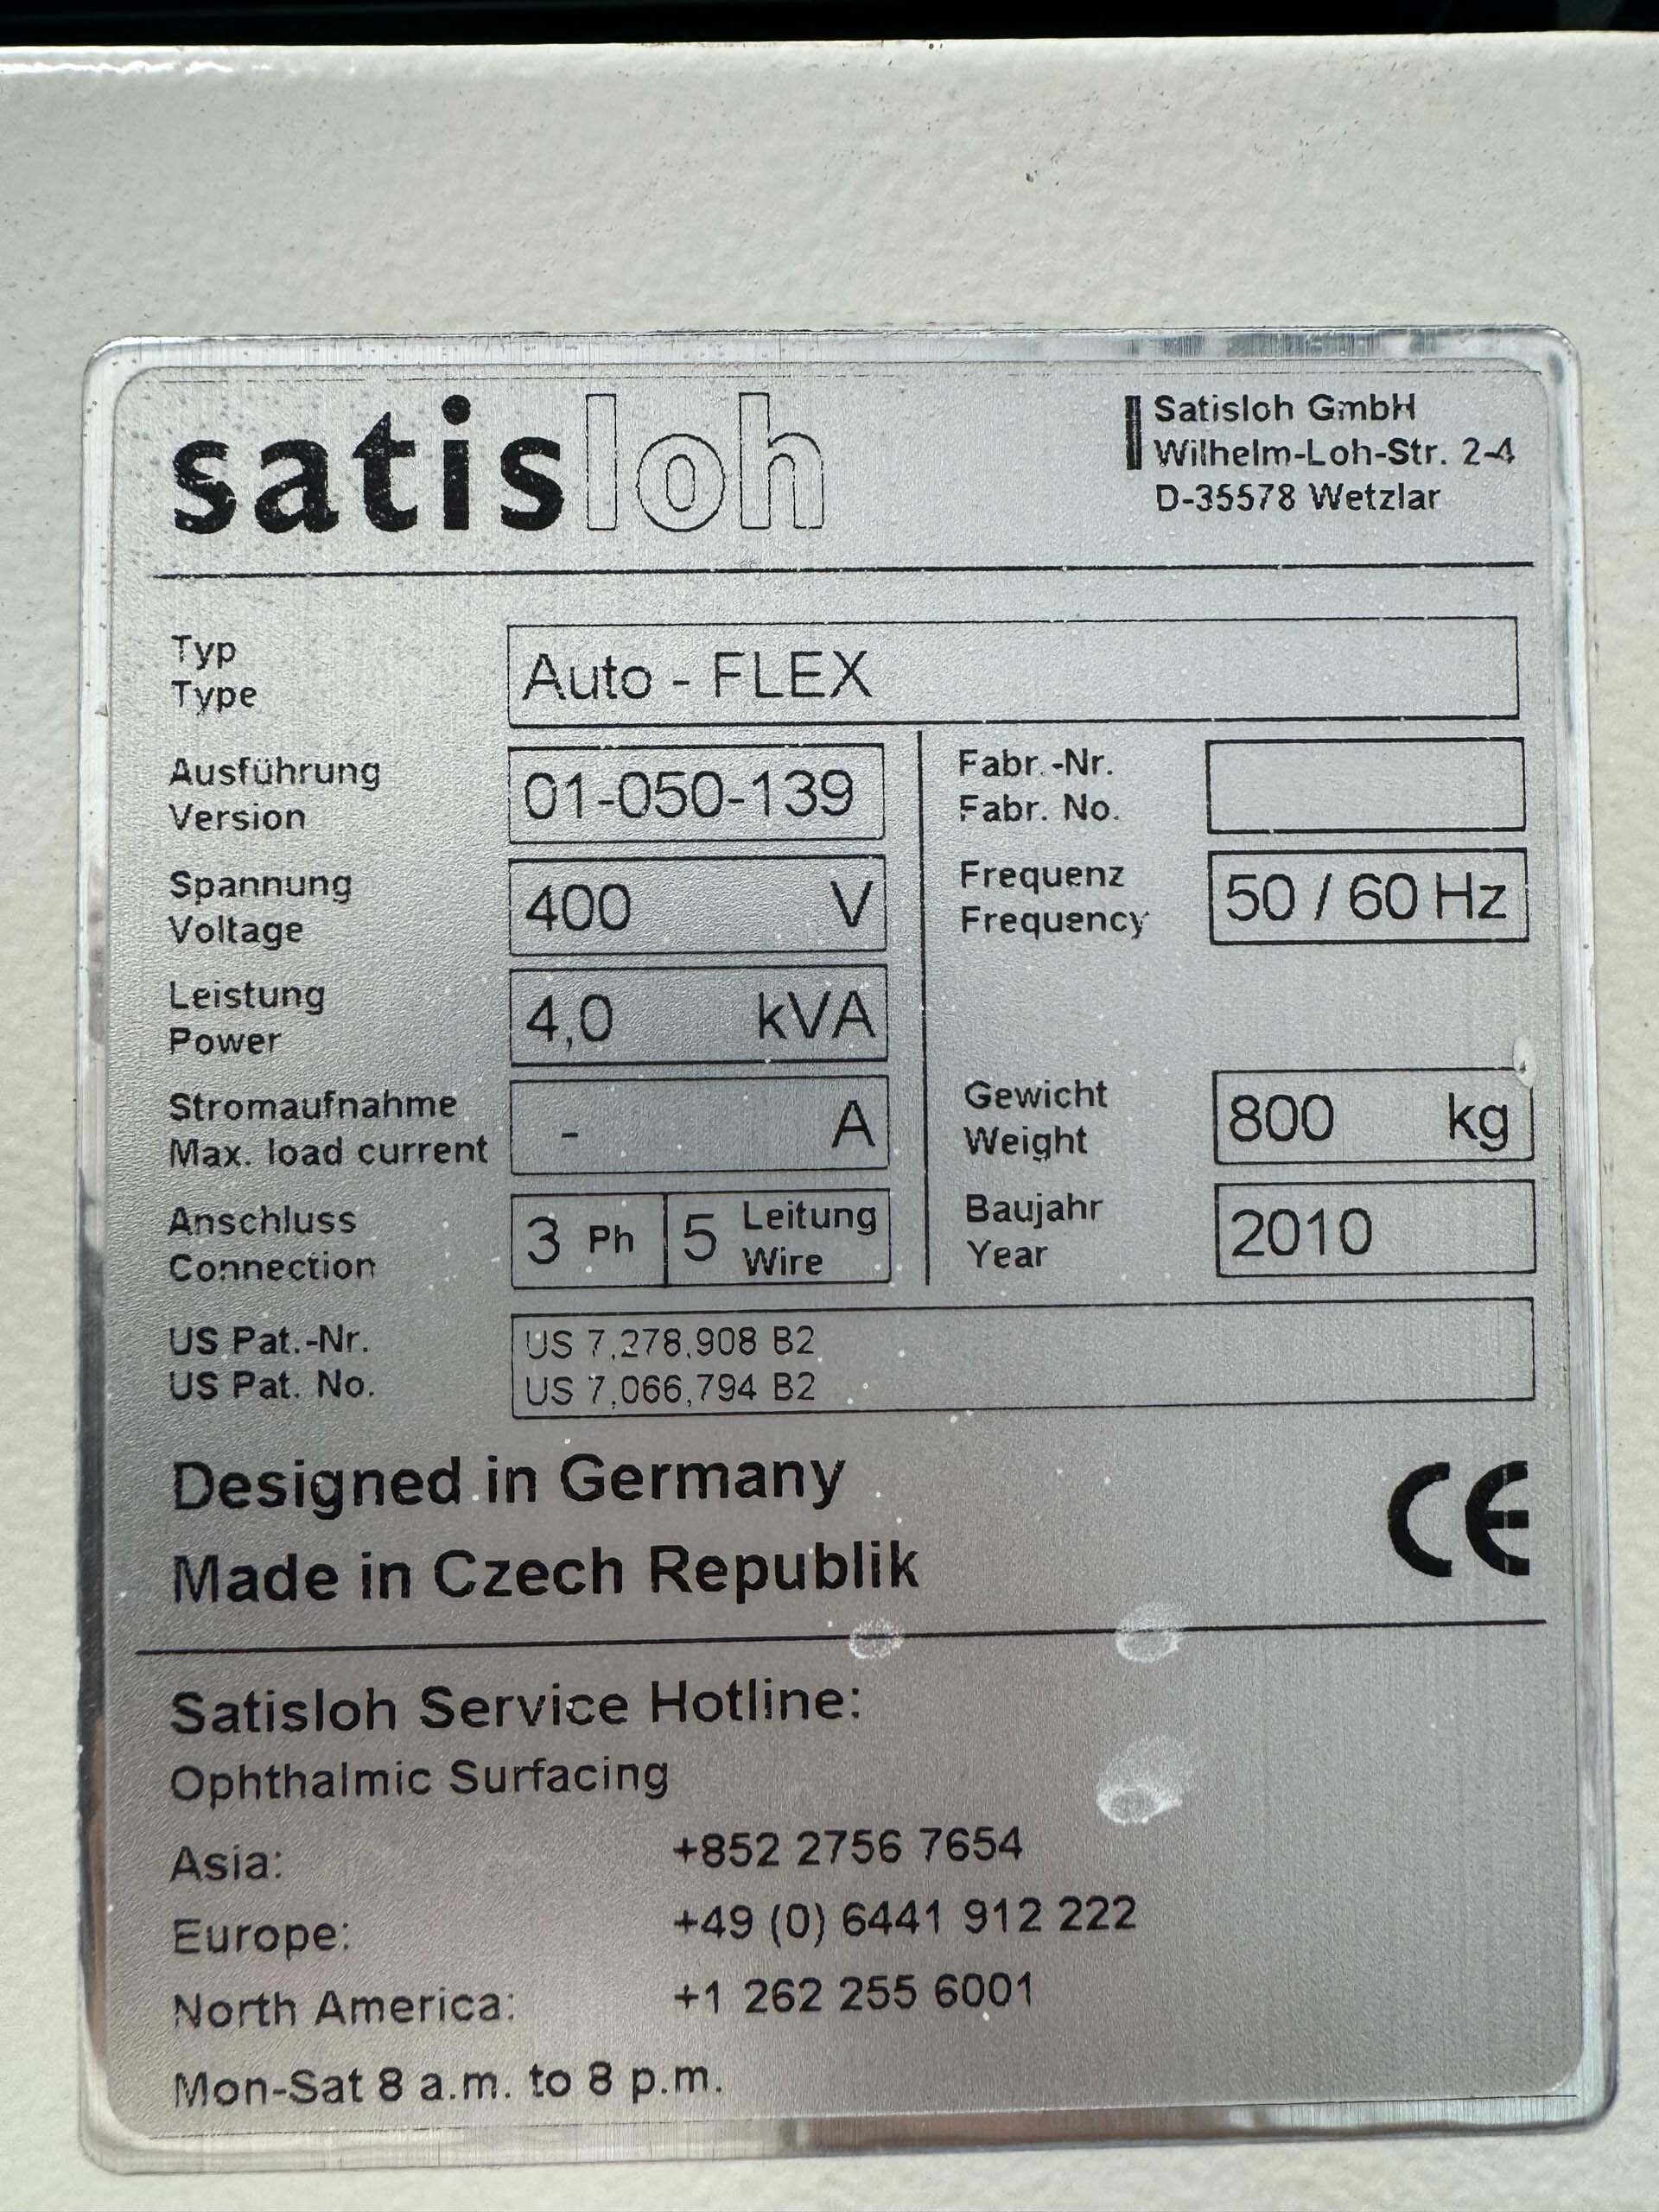 satisloh
Satisloh GmbH
Wilhelm-Loh-Str. 2-4
D-35578 Wetzlar
Typ
Type
Auto - FLEX
Ausführung
Version
01-050-139
Fabr.-Nr.
Fabr. No.
Spannung
Voltage
400 V
Frequenz
Frequency
50 / 60 Hz
Leistung
Power
4,0 kVA
Stromaufnahme
Max. load current
- A
Gewicht
Weight
800 kg
Anschluss
Connection
3 Ph
5
Leitung
Wire
Baujahr
Year
2010
US Pat.-Nr.
US Pat. No.
US 7,278,908 B2
US 7,066,794 B2
Designed in Germany
Made in Czech Republik
CE
Satisloh Service Hotline:
Ophthalmic Surfacing
Asia: +852 2756 7654
Europe: +49 (0) 6441 912 222
North America: +1 262 255 6001
Mon-Sat 8 a.m. to 8 p.m.